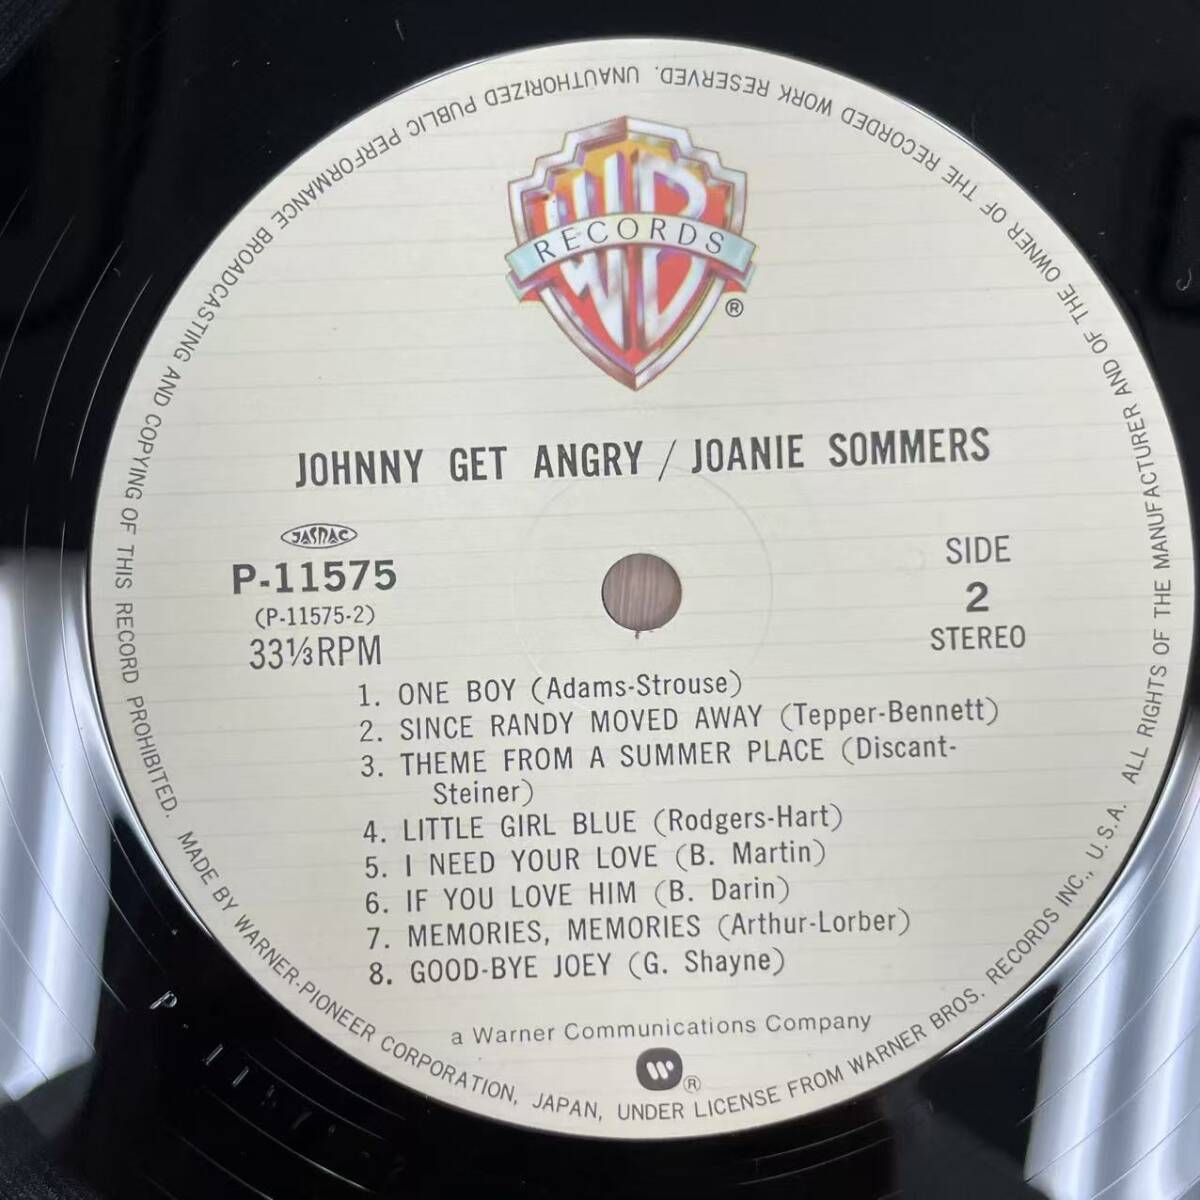 UNAUTHORIZED PUBLIC PERFORMANCE BROADCASTING AND COPYING OF THIS RECORD PROHIBITED. MADE BY WARNER-PIONEER CORPORATION, JAPAN, UNDER LICENSE FROM WARNER BROS. RECORDS INC., U.S.A. ALL RIGHTS OF THE MANUFACTURER AND OF THE OWNER OF THE RECORDED WORK RESERVED.
WB
RECORDS
®
JOHNNY GET ANGRY / JOANIE SOMMERS
JASRAC
P-11575
(P-11575-2)
33⅓RPM
SIDE
2
STEREO
1. ONE BOY (Adams-Strouse)
2. SINCE RANDY MOVED AWAY (Tepper-Bennett)
3. THEME FROM A SUMMER PLACE (Discant-
Steiner)
4. LITTLE GIRL BLUE (Rodgers-Hart)
5. I NEED YOUR LOVE (B. Martin)
6. IF YOU LOVE HIM (B. Darin)
7. MEMORIES, MEMORIES (Arthur-Lorber)
8. GOOD-BYE JOEY (G. Shayne)
a Warner Communications Company
®